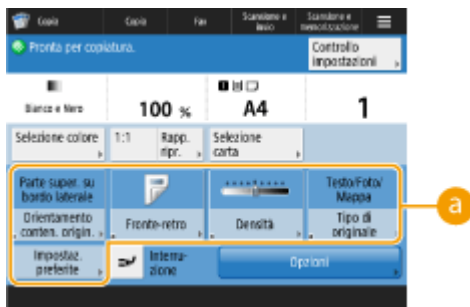 Copia Copia Fax Scansione e invio Scansione e memorizzazione
Pronta per copiatura.
Controllo impostazioni
Bianco e Nero 100 % A4 1
Selezione colore 1:1 Rapp. ripr. Selezione carta
Parte super. su bordo laterale
Testo/Foto/ Mappa
Orientamento conten. origin. Fronte-retro Densità Tipo di originale
Impostaz. preferite Interru- zione Opzioni
a